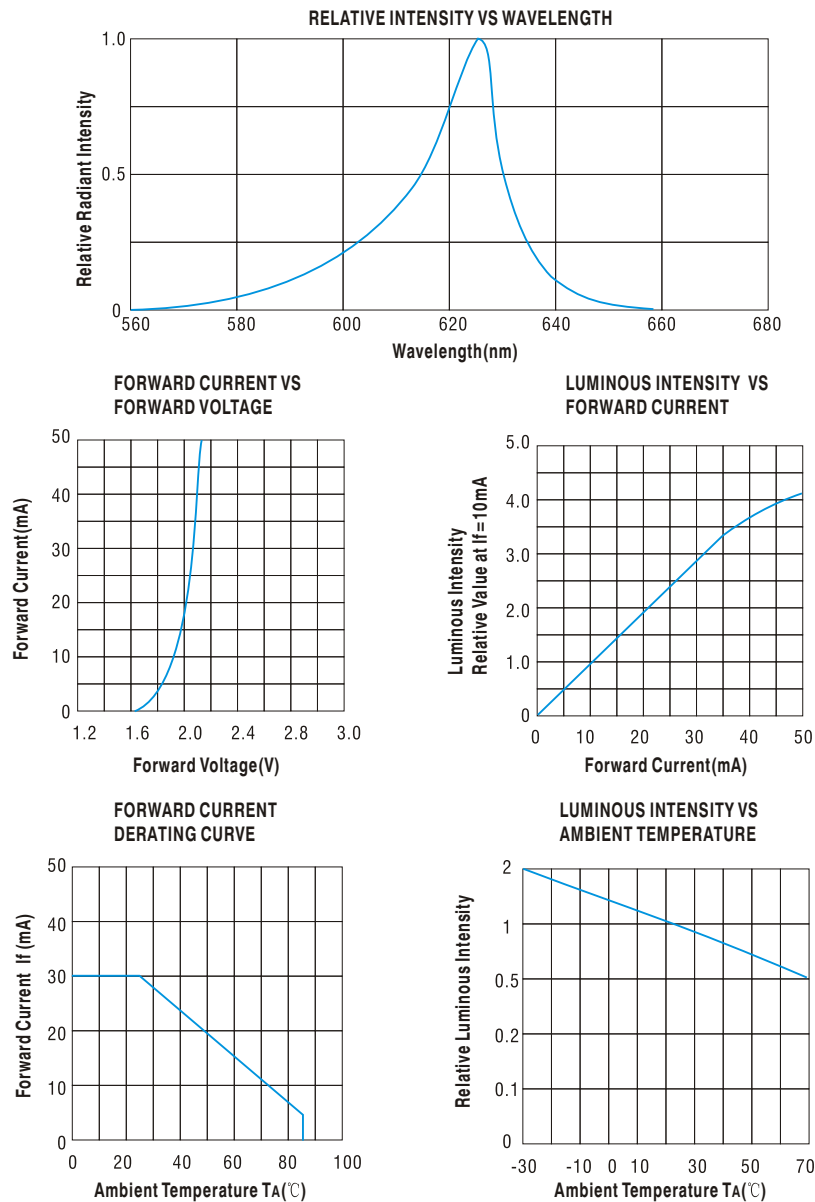 RELATIVE INTENSITY VS WAVELENGTH
1.0
0.5
0
Relative Radiant Intensity
560 580 600 620 640 660 680
Wavelength(nm)
FORWARD CURRENT VS
FORWARD VOLTAGE
50
40
30
20
10
0
Forward Current(mA)
1.2 1.6 2.0 2.4 2.8 3.0
Forward Voltage(V)
LUMINOUS INTENSITY VS
FORWARD CURRENT
5.0
4.0
3.0
2.0
1.0
0
Luminous Intensity
Relative Value at If=10mA
0 10 20 30 40 50
Forward Current(mA)
FORWARD CURRENT
DERATING CURVE
50
40
30
20
10
0
Forward Current If (mA)
0 20 40 60 80 100
Ambient Temperature TA(℃)
LUMINOUS INTENSITY VS
AMBIENT TEMPERATURE
2
1
0.5
0.2
0.1
0
Relative Luminous Intensity
-30 -10 0 10 30 50 70
Ambient Temperature TA(℃)